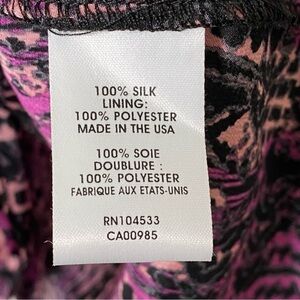 100% SILK
LINING:
100% POLYESTER
MADE IN THE USA
100% SOIE
DOUBLURE :
100% POLYESTER
FABRIQUE AUX ETATS-UNIS
RN104533
CA00985